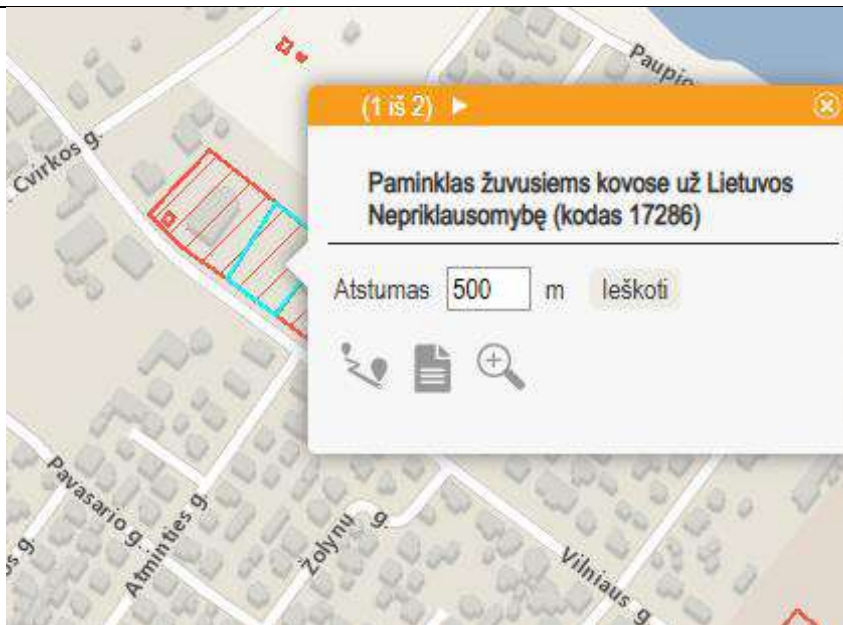 Paupio
(1 iš 2)
Cvirkos g.
Paminklas žuvusiems kovose už Lietuvos
Nepriklausomybę (kodas 17286)
Atstumas 500 m Ieškoti
Pavasario g.
Atminties g.
Žolynų g.
Vilniaus g.
os g.